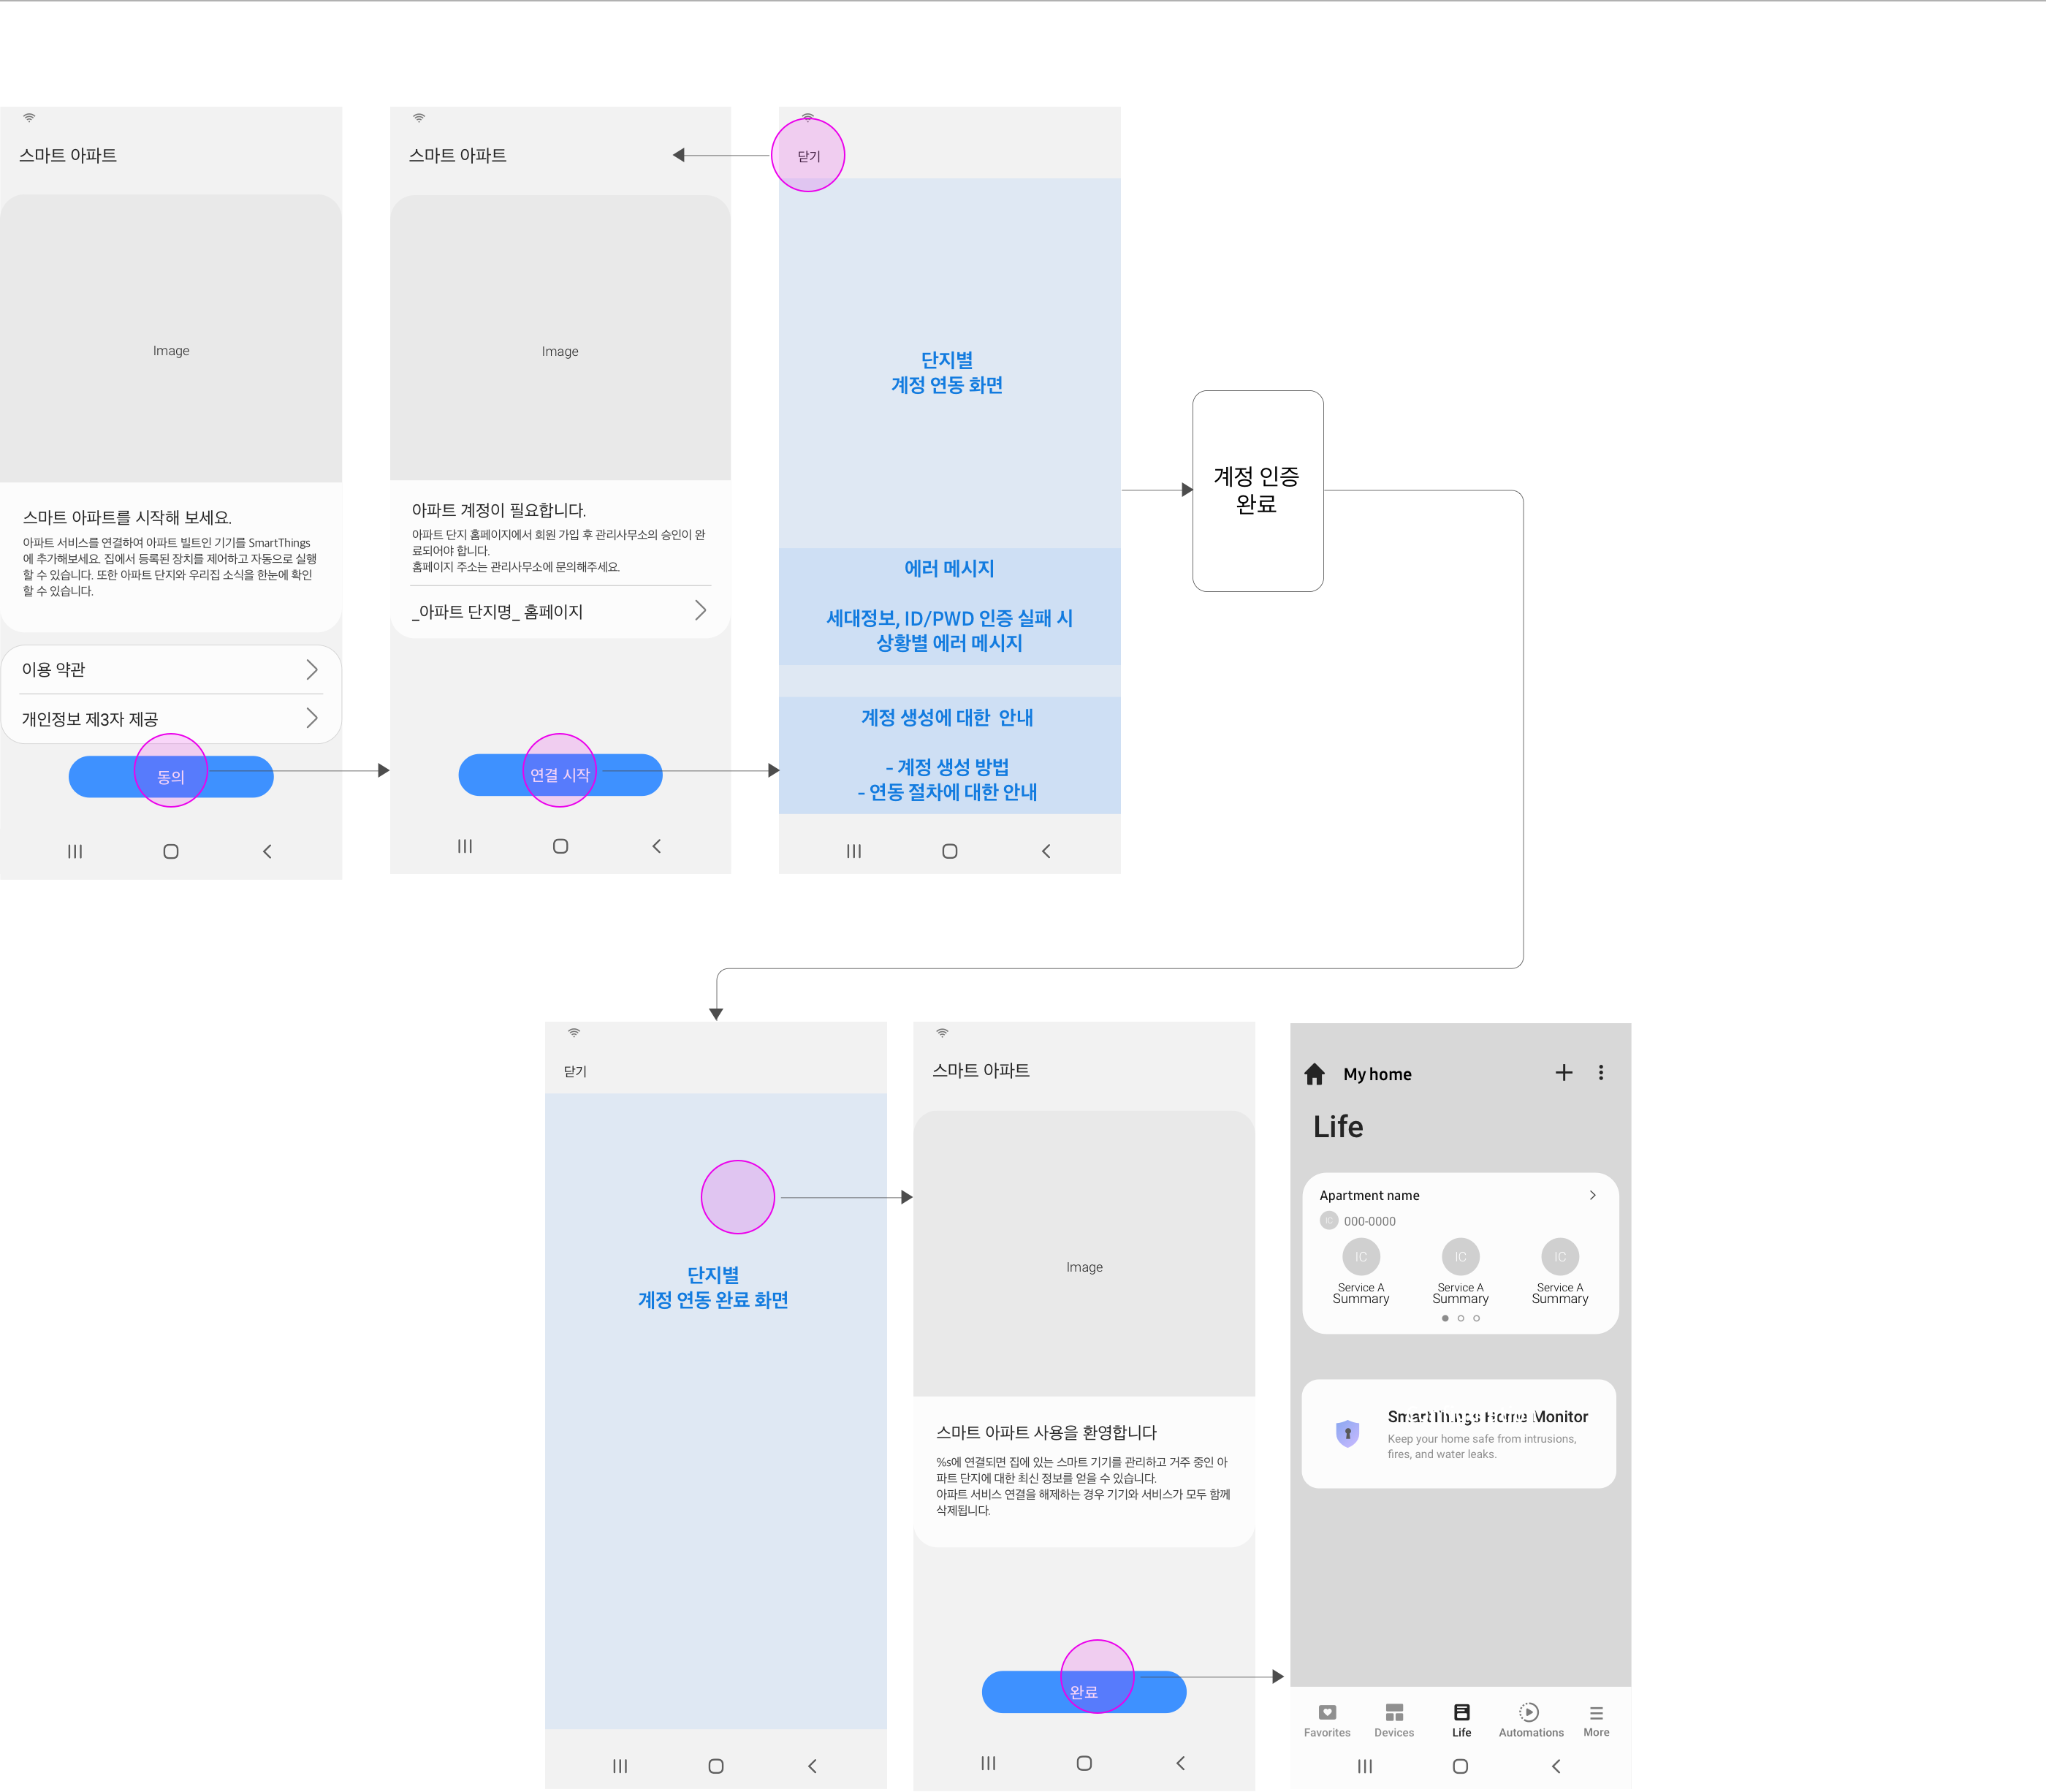 스마트 아파트
Image
스마트 아파트를 시작해 보세요.
아파트 서비스를 연결하여 아파트 빌트인 기기를 SmartThings
에 추가해보세요. 집에서 등록된 장치를 제어하고 자동으로 실행
할 수 있습니다. 또한 아파트 단지와 우리집 소식을 한눈에 확인
할 수 있습니다.
이용 약관
개인정보 제3자 제공
동의
스마트 아파트
Image
아파트 계정이 필요합니다.
아파트 단지 홈페이지에서 회원 가입 후 관리사무소의 승인이 완
료되어야 합니다.
홈페이지 주소는 관리사무소에 문의해주세요.
_아파트 단지명_ 홈페이지
연결 시작
닫기
단지별
계정 연동 화면
에러 메시지
세대정보, ID/PWD 인증 실패 시
상황별 에러 메시지
계정 생성에 대한 안내
- 계정 생성 방법
- 연동 절차에 대한 안내
계정 인증
완료
닫기
단지별
계정 연동 완료 화면
스마트 아파트
Image
스마트 아파트 사용을 환영합니다
%s에 연결되면 집에 있는 스마트 기기를 관리하고 거주 중인 아
파트 단지에 대한 최신 정보를 얻을 수 있습니다.
아파트 서비스 연결을 해제하는 경우 기기와 서비스가 모두 함께
삭제됩니다.
완료
My home
Life
Apartment name
IC 000-0000
IC IC IC
Service A Service A Service A
Summary Summary Summary
SmartThings Home Monitor
Keep your home safe from intrusions,
fires, and water leaks.
Favorites Devices Life Automations More